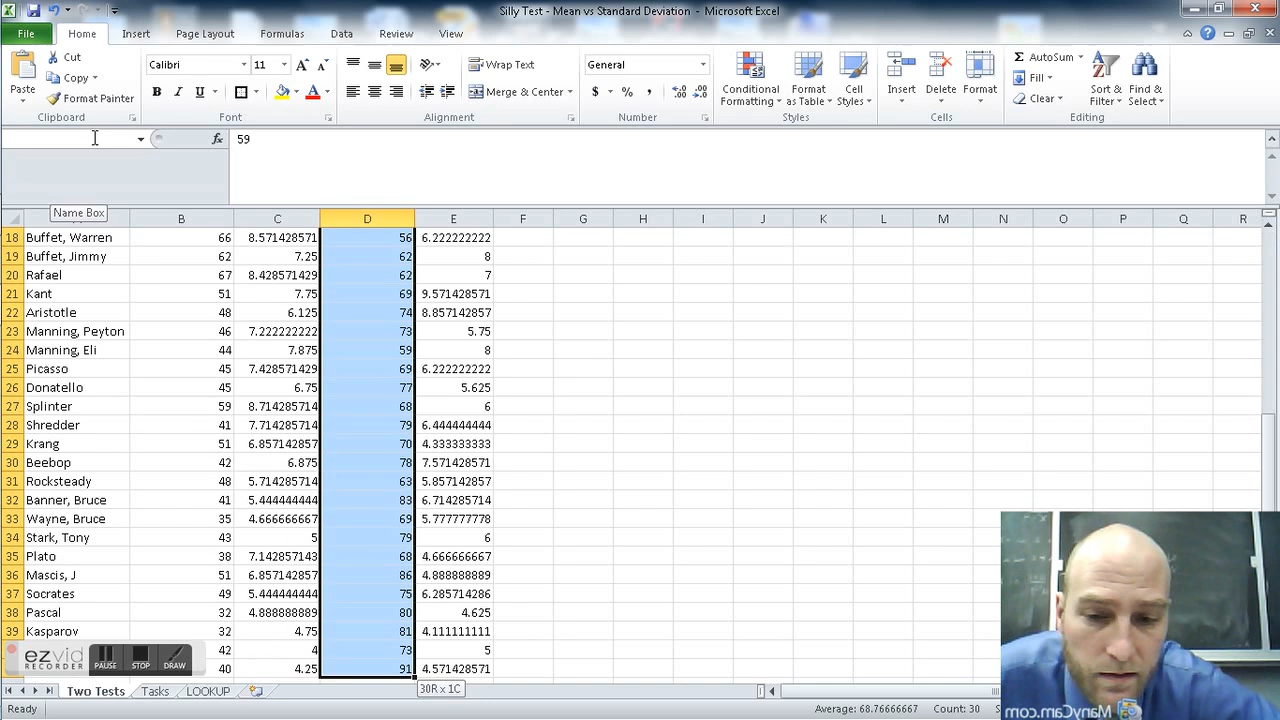 Silly Test - Mean vs Standard Deviation - Microsoft Excel
File Home Insert Page Layout Formulas Data Review View
Paste Cut Copy Format Painter
Calibri 11 A A
B I U A
Wrap Text
Merge & Center
General
$ % ,
Conditional Formatting Format as Table Cell Styles
Insert Delete Format
Σ AutoSum Fill Clear
Sort & Filter Find & Select
Clipboard Font Alignment Number Styles Cells Editing
fx 59
Name Box
B C D E F G H I J K L M N O P Q R
18 Buffet, Warren 66 8.571428571 56 6.222222222
19 Buffet, Jimmy 62 7.25 62 8
20 Rafael 67 8.428571429 62 7
21 Kant 51 7.75 69 9.571428571
22 Aristotle 48 6.125 74 8.857142857
23 Manning, Peyton 46 7.222222222 73 5.75
24 Manning, Eli 44 7.875 59 8
25 Picasso 45 7.428571429 69 6.222222222
26 Donatello 45 6.75 77 5.625
27 Splinter 59 8.714285714 68 6
28 Shredder 41 7.714285714 79 6.444444444
29 Krang 51 6.857142857 70 4.333333333
30 Beebop 42 6.875 78 7.571428571
31 Rocksteady 48 5.714285714 63 5.857142857
32 Banner, Bruce 41 5.444444444 83 6.714285714
33 Wayne, Bruce 35 4.666666667 69 5.777777778
34 Stark, Tony 43 5 79 6
35 Plato 38 7.142857143 68 4.666666667
36 Mascis, J 51 6.857142857 86 4.888888889
37 Socrates 49 5.444444444 75 6.285714286
38 Pascal 32 4.888888889 80 4.625
39 Kasparov 32 4.75 81 4.111111111
42 4 73 5
40 4.25 91 4.571428571
ezvid RECORDER PAUSE STOP DRAW
30R x 1C
Two Tests Tasks LOOKUP
Ready Average: 68.76666667 Count: 30
ManyCam.com